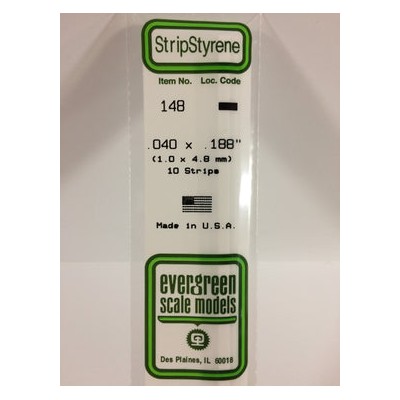 StripStyrene
Item No. Loc. Code
148
.040 x .188"
(1.0 x 4.8 mm)
10 Strips
Made in U.S.A.
evergreen
scale models
Des Plaines, IL 60018